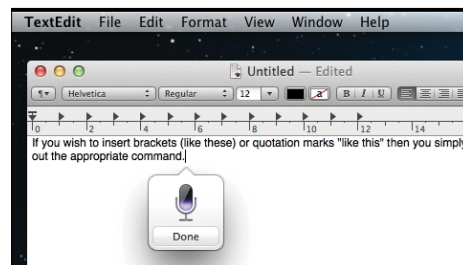 TextEdit File Edit Format View Window Help
Untitled — Edited
¶ Helvetica Regular 12 a B I U
0 2 4 6 8 10 12 14
If you wish to insert brackets (like these) or quotation marks "like this" then you simply
out the appropriate command.
Done